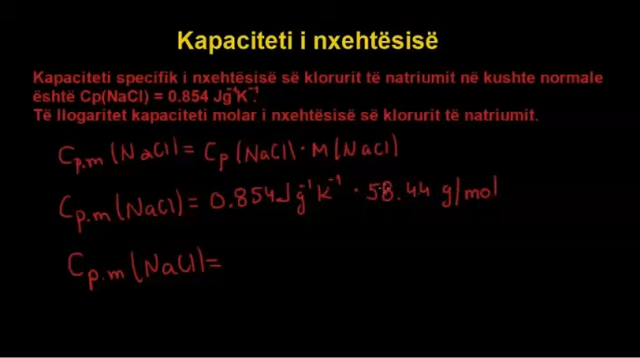 Kapaciteti i nxehtësisë
Kapaciteti specifik i nxehtësisë së klorurit të natriumit në kushte normale
është Cp(NaCl) = 0.854 Jg⁻¹K⁻¹.
Të llogaritet kapaciteti molar i nxehtësisë së klorurit të natriumit.
Cp.m (NaCl) = Cp (NaCl) · M (NaCl)
Cp.m (NaCl) = 0.854 J g⁻¹ K⁻¹ · 58.44 g/mol
Cp.m (NaCl) =